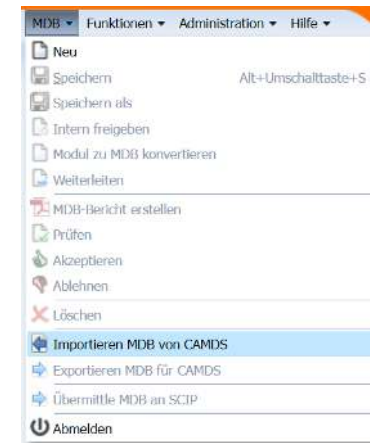 MDB Funktionen Administration Hilfe
Neu
Speichern Alt+Umschalttaste+S
Speichern als
Intern freigeben
Modul zu MDB konvertieren
Weiterleiten
MDB-Bericht erstellen
Prüfen
Akzeptieren
Ablehnen
Löschen
Importieren MDB von CAMDS
Exportieren MDB für CAMDS
Übermittle MDB an SCIP
Abmelden